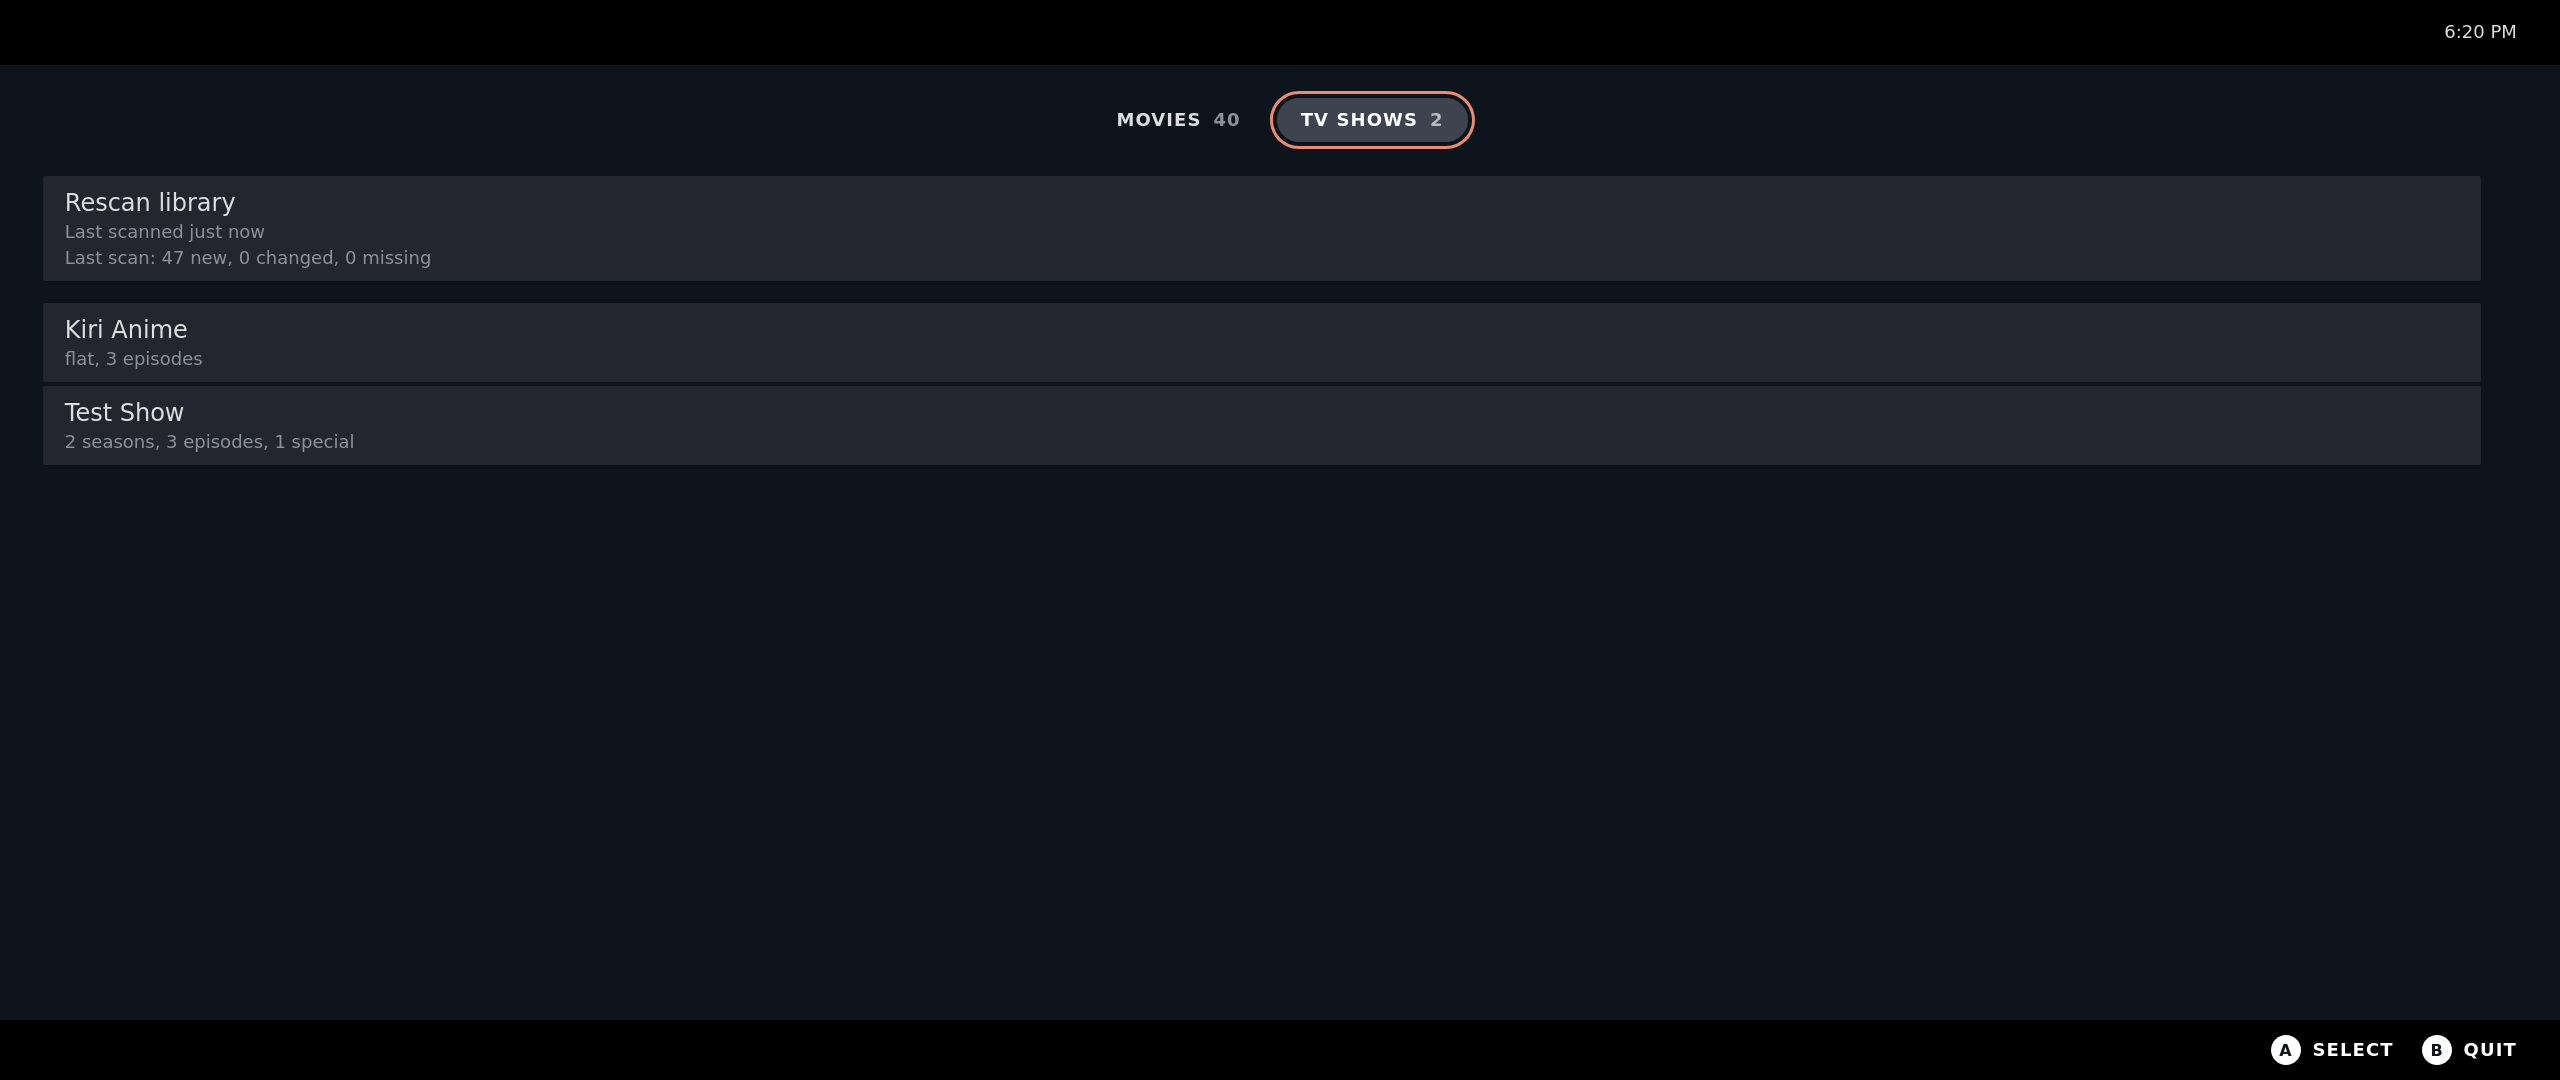 6:20 PM
MOVIES 40 TV SHOWS 2
Rescan library
Last scanned just now
Last scan: 47 new, 0 changed, 0 missing
Kiri Anime
flat, 3 episodes
Test Show
2 seasons, 3 episodes, 1 special
A SELECT B QUIT